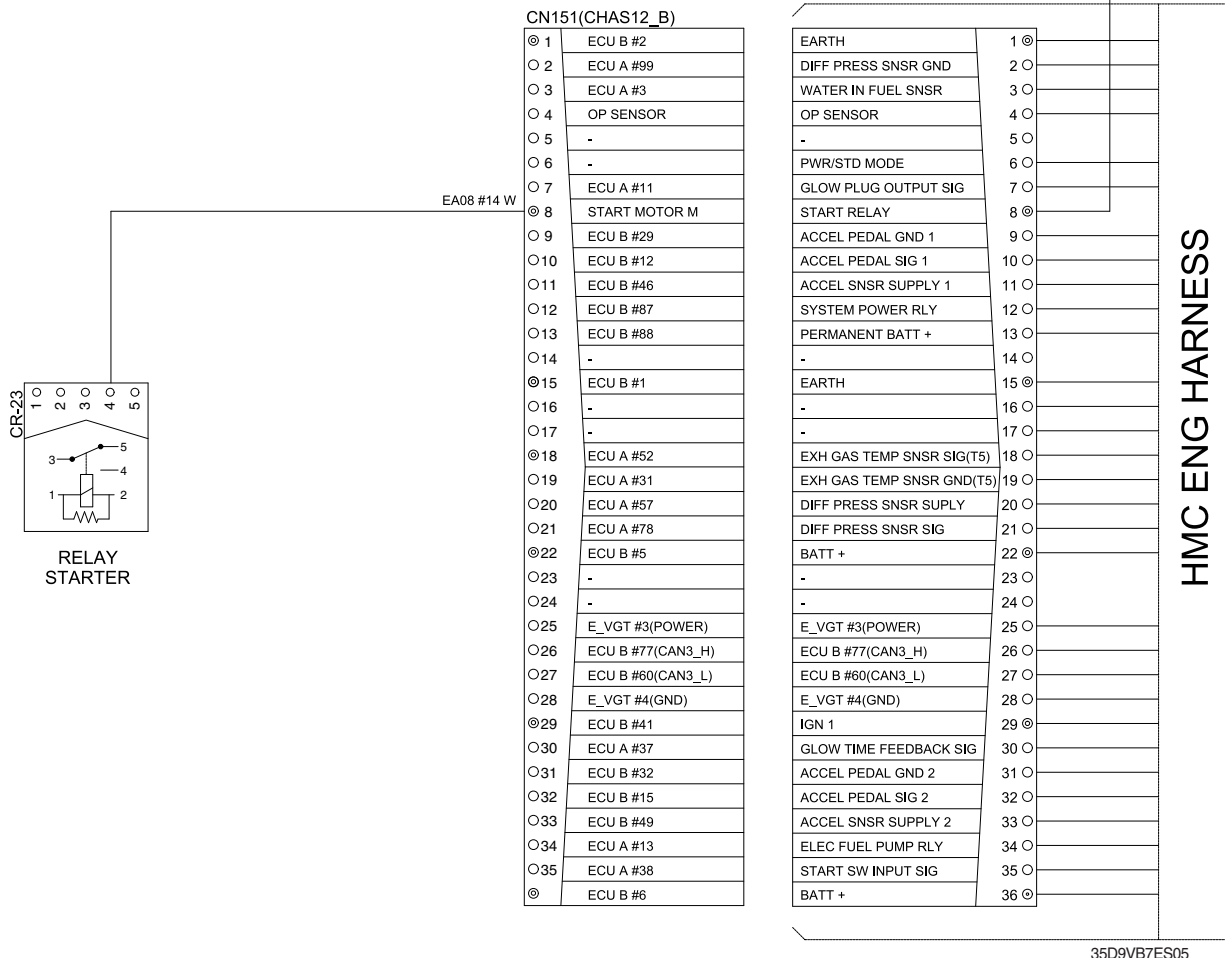 CN151(CHAS12_B)
1 ECU B #2 EARTH 1
2 ECU A #99 DIFF PRESS SNSR GND 2
3 ECU A #3 WATER IN FUEL SNSR 3
4 OP SENSOR OP SENSOR 4
5 - - 5
6 - PWR/STD MODE 6
7 ECU A #11 GLOW PLUG OUTPUT SIG 7
EA08 #14 W
8 START MOTOR M START RELAY 8
9 ECU B #29 ACCEL PEDAL GND 1 9
10 ECU B #12 ACCEL PEDAL SIG 1 10
11 ECU B #46 ACCEL SNSR SUPPLY 1 11
12 ECU B #87 SYSTEM POWER RLY 12
13 ECU B #88 PERMANENT BATT + 13
14 - - 14
15 ECU B #1 EARTH 15
16 - - 16
17 - - 17
18 ECU A #52 EXH GAS TEMP SNSR SIG(T5) 18
19 ECU A #31 EXH GAS TEMP SNSR GND(T5) 19
20 ECU A #57 DIFF PRESS SNSR SUPLY 20
21 ECU A #78 DIFF PRESS SNSR SIG 21
22 ECU B #5 BATT + 22
23 - - 23
24 - - 24
25 E_VGT #3(POWER) E_VGT #3(POWER) 25
26 ECU B #77(CAN3_H) ECU B #77(CAN3_H) 26
27 ECU B #60(CAN3_L) ECU B #60(CAN3_L) 27
28 E_VGT #4(GND) E_VGT #4(GND) 28
29 ECU B #41 IGN 1 29
30 ECU A #37 GLOW TIME FEEDBACK SIG 30
31 ECU B #32 ACCEL PEDAL GND 2 31
32 ECU B #15 ACCEL PEDAL SIG 2 32
33 ECU B #49 ACCEL SNSR SUPPLY 2 33
34 ECU A #13 ELEC FUEL PUMP RLY 34
35 ECU A #38 START SW INPUT SIG 35
ECU B #6 BATT + 36
CR-23
1 2 3 4 5
5
3
4
1 2
RELAY
STARTER
HMC ENG HARNESS
35D9VB7ES05